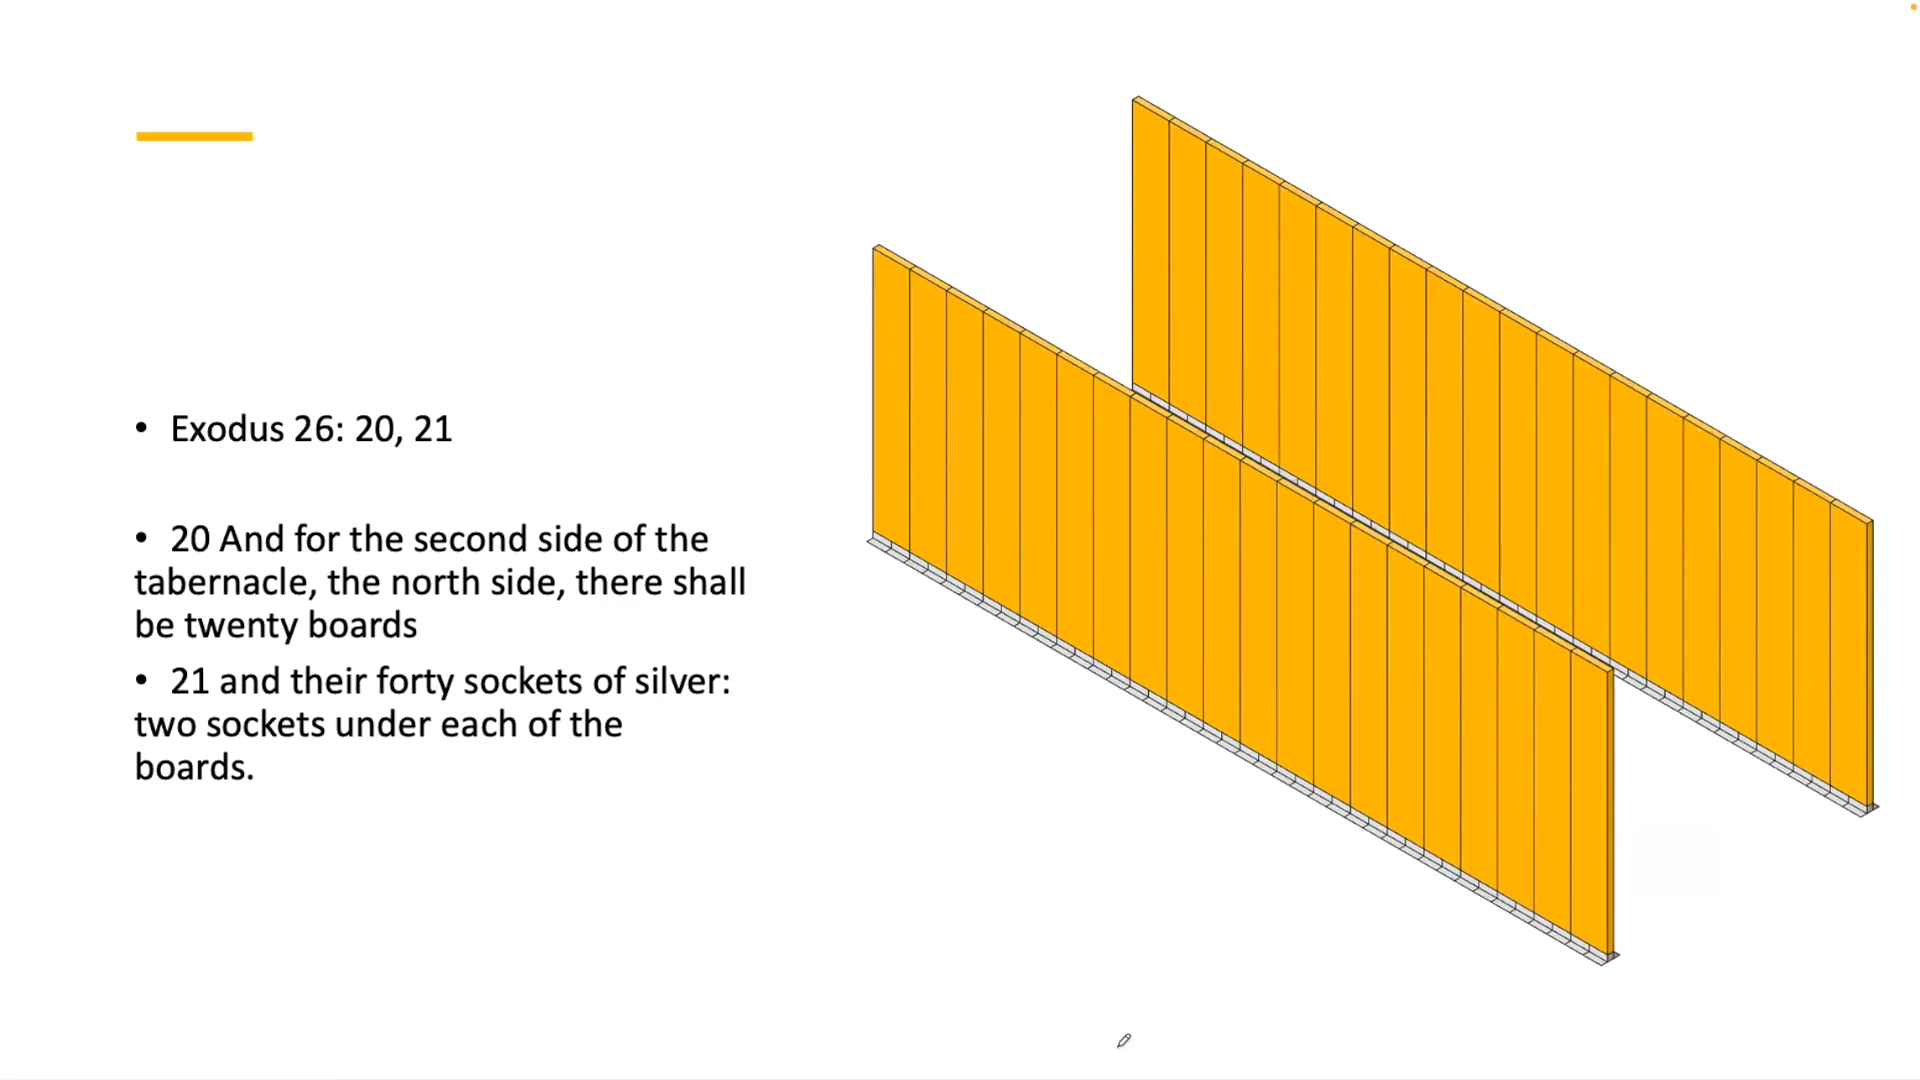 • Exodus 26: 20, 21
• 20 And for the second side of the
tabernacle, the north side, there shall
be twenty boards
• 21 and their forty sockets of silver:
two sockets under each of the
boards.